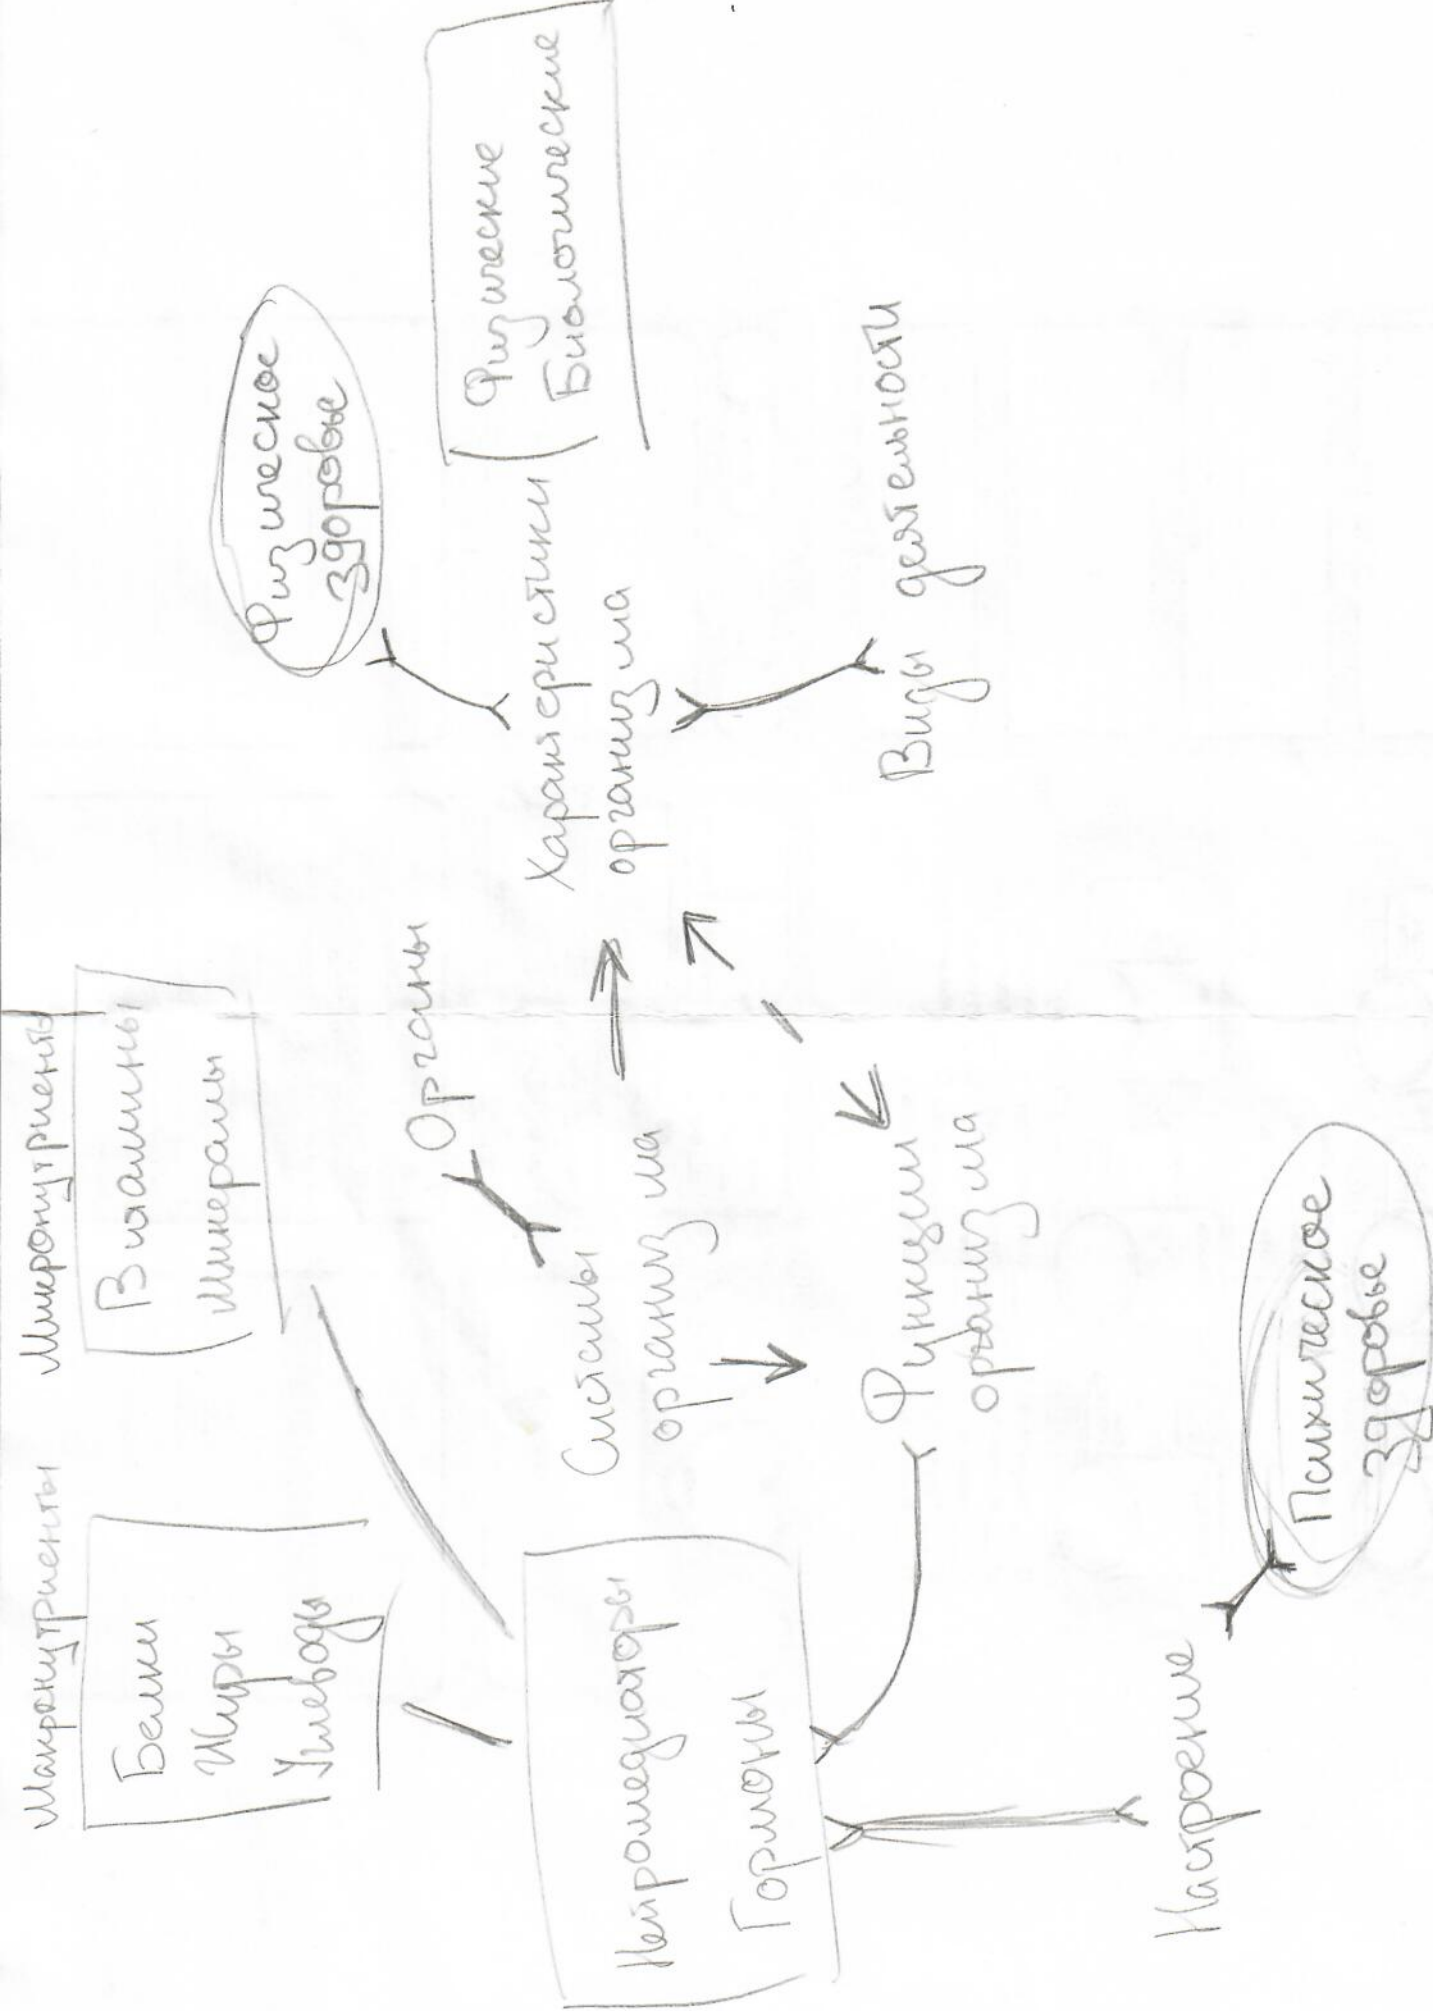 Макронутриенты
Белки
Жиры
Углеводы
Микронутриенты
Витамины
Минералы
Органы
Физическое
здоровье
Физические
Биологические
Характеристики
организма
Системы
организма
Нейромедиаторы
Гормоны
Функции
организма
Виды деятельности
Настроение
Психическое
здоровье